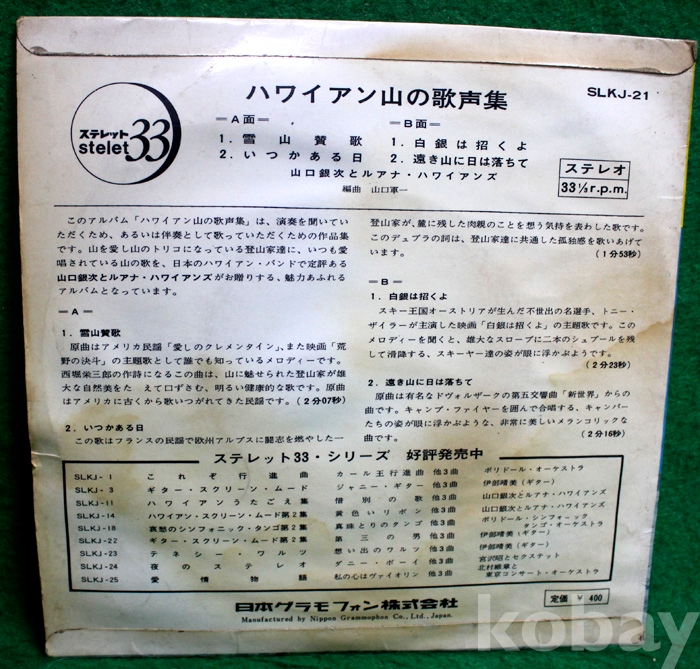 ハワイアン山の歌声集
SLKJ-21
ステレット
stelet 33
=A面=
1. 雪山賛歌
2. いつかある日
=B面=
1. 白銀は招くよ
2. 遠き山に日は落ちて
山口銀次とルアナ・ハワイアンズ
編曲 山口軍一
ステレオ
33⅓r.p.m.
このアルバム「ハワイアン山の歌声集」は、演奏を聞いてい
ただくため、あるいは伴奏として歌っていただくための作品集
です。山を愛し山のトリコになっている登山家達に、いつも愛
唱されている山の歌を、日本のハワイアン・バンドで定評ある
山口銀次とルアナ・ハワイアンズがお贈りする、魅力あふれる
アルバムとなっています。
=A=
1. 雪山賛歌
原曲はアメリカ民謡「愛しのクレメンタイン」、また映画「荒
野の決斗」の主題歌として誰でも知っているメロディーです。
西堀栄三郎の作詩になるこの曲は、山に魅せられた登山家が雄
大な自然美をた えて口ずさむ、明るい健康的な歌です。原曲
はアメリカに古くから歌いつがれてきた民謡です。(2分07秒)
2. いつかある日
この歌はフランスの民謡で欧州アルプスに闘志を燃やした一
登山家が、麓に残した肉親のことを想う気持を表わした歌です。
このデュプラの詞は、登山家達に共通した孤独感を歌いあげて
います。(1分53秒)
=B=
1. 白銀は招くよ
スキー王国オーストリアが生んだ不世出の名選手、トニー・
ザイラーが主演した映画「白銀は招くよ」の主題歌です。この
メロディーを聞くと、雄大なスロープに二本のシュプールを残
して滑降する、スキーヤー達の姿が眼に浮かぶようです。
(2分23秒)
2. 遠き山に日は落ちて
原曲は有名なドヴォルザークの第五交響曲「新世界」からの
曲です。キャンプ・ファイヤーを囲んで合唱する、キャンパー
たちの姿が眼に浮かぶような、非常に美しいメランコリックな
曲です。(2分16秒)
ステレット33・シリーズ 好評発売中
SLKJ-1 これぞ行進曲 カール王行進曲 他3曲 ポリドール・オーケストラ
SLKJ-3 ギター・スクリーン・ムード ジャニー・ギター 他3曲 伊部晴美(ギター)
SLKJ-11 ハワイアンうたごえ集 惜別の歌 他3曲 山口銀次とルアナ・ハワイアンズ
SLKJ-14 ハワイアン・スクリーン・ムード第2集 黄色いリボン 他3曲 山口銀次とルアナ・ハワイアンズ
SLKJ-18 哀愁のシンフォニック・タンゴ第2集 真珠とりのタンゴ 他3曲 ポリドール・シンフォニック タンゴ・オーケストラ
SLKJ-22 ギター・スクリーン・ムード第2集 第三の男 他3曲 伊部晴美(ギター)
SLKJ-23 テネシー・ワルツ 想い出のワルツ 他3曲 伊部晴美(ギター)
SLKJ-24 夜のステレオ ダニー・ボーイ 他3曲 宮沢昭とセクステット
SLKJ-25 愛情物語 私の心はヴァイオリン 他3曲 北村維章と 東京コンサート・オーケストラ
日本グラモフォン株式会社
Manufactured by Nippon Grammophon Co., Ltd., Japan.
定価 ¥ 400
kobay